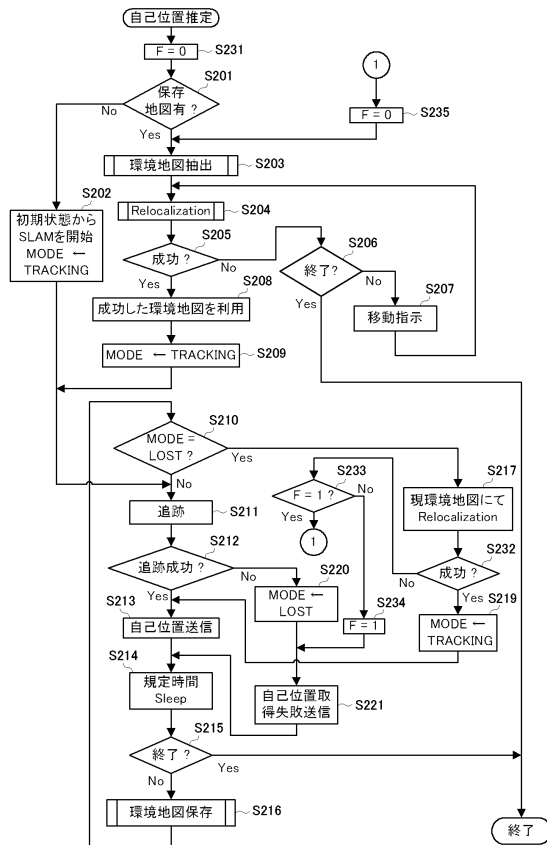 自己位置推定
F = 0
S231
S201
保存
地図有 ?
No
Yes
1
F = 0
S235
環境地図抽出
S203
S202
初期状態から
SLAMを開始
MODE ←
TRACKING
Relocalization
S204
S205
成功 ?
No
Yes
S206
終了?
No
Yes
S207
移動指示
S208
成功した環境地図を利用
MODE ← TRACKING
S209
S210
MODE =
LOST ?
Yes
No
S217
現環境地図にて
Relocalization
S233
F = 1 ?
No
Yes
1
追跡
S211
S212
追跡成功 ?
No
Yes
S232
成功 ?
No
Yes
S220
MODE ←
LOST
S234
F = 1
S219
MODE ←
TRACKING
S213
自己位置送信
S214
規定時間
Sleep
自己位置取
得失敗送信
S221
S215
終了 ?
Yes
No
環境地図保存
S216
終了